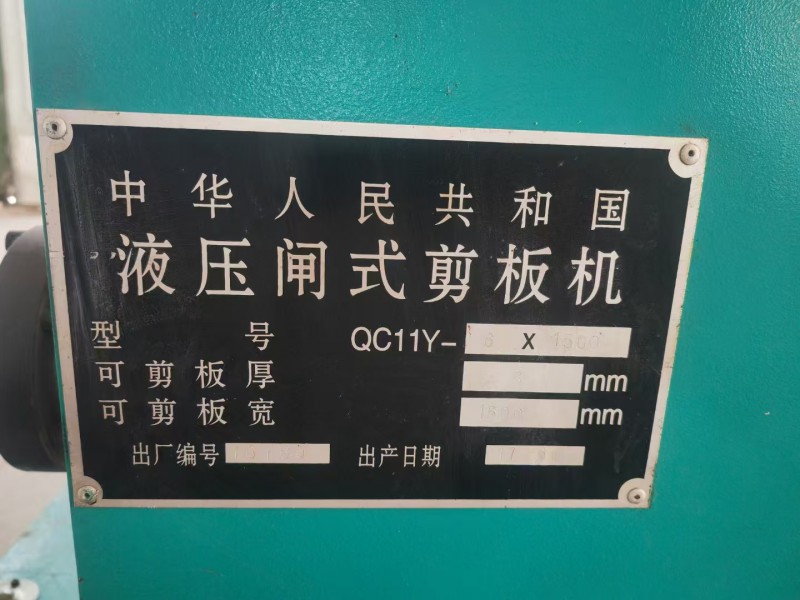 中华人民共和国
液压闸式剪板机
型号 QC11Y- X
可剪板厚 mm
可剪板宽 mm
出厂编号 出产日期